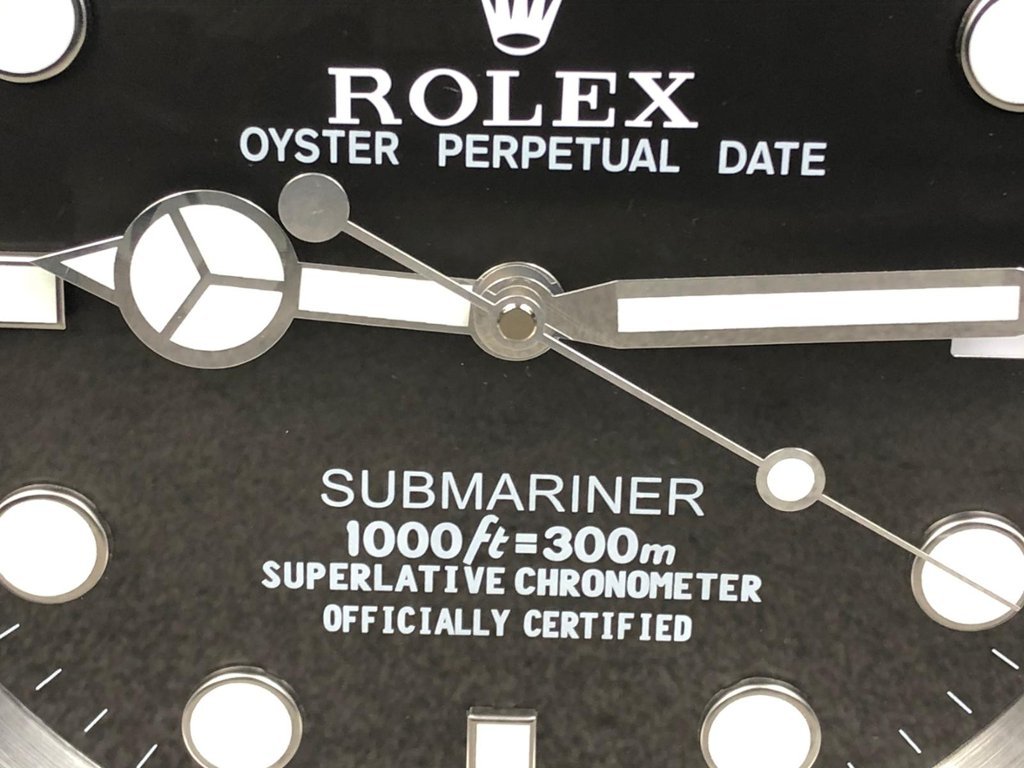 ROLEX
OYSTER PERPETUAL DATE
SUBMARINER
1000ft=300m
SUPERLATIVE CHRONOMETER
OFFICIALLY CERTIFIED